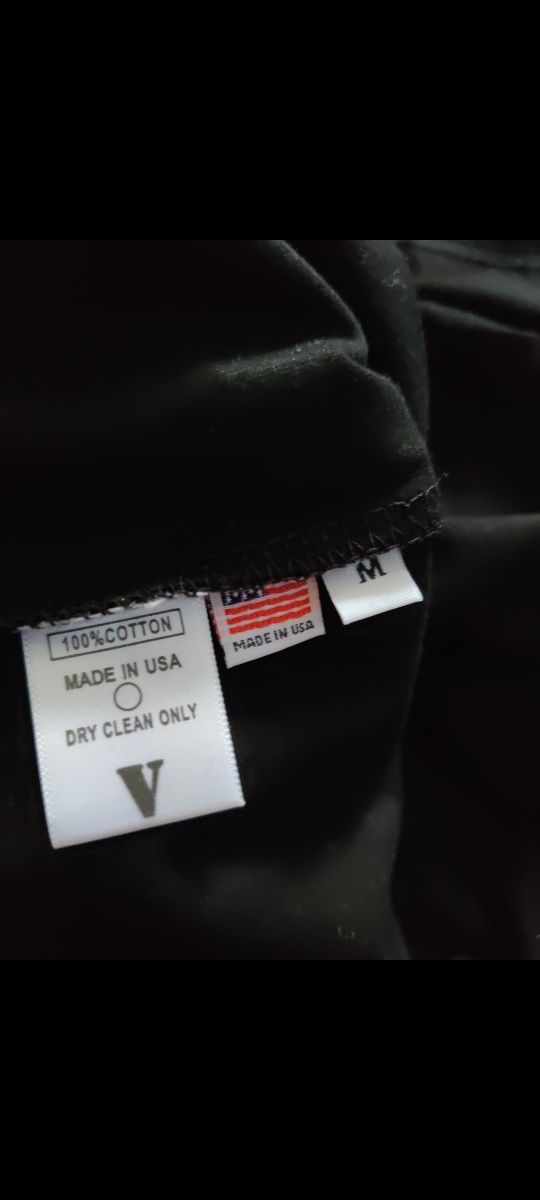 100%COTTON
MADE IN USA
DRY CLEAN ONLY
V
MADE IN USA
M